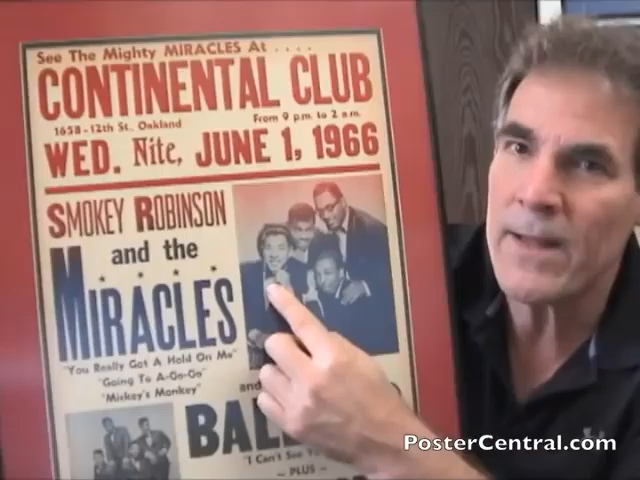 See The Mighty MIRACLES At . . . .
CONTINENTAL CLUB
1658-12th St., Oakland
From 9 p.m. to 2 a.m.
WED. Nite, JUNE 1, 1966
SMOKEY ROBINSON
and the
MIRACLES
"You Really Got A Hold On Me"
"Going To A-Go-Go"
"Mickey's Monkey"
and
"I Can't See
— PLUS —
PosterCentral.com